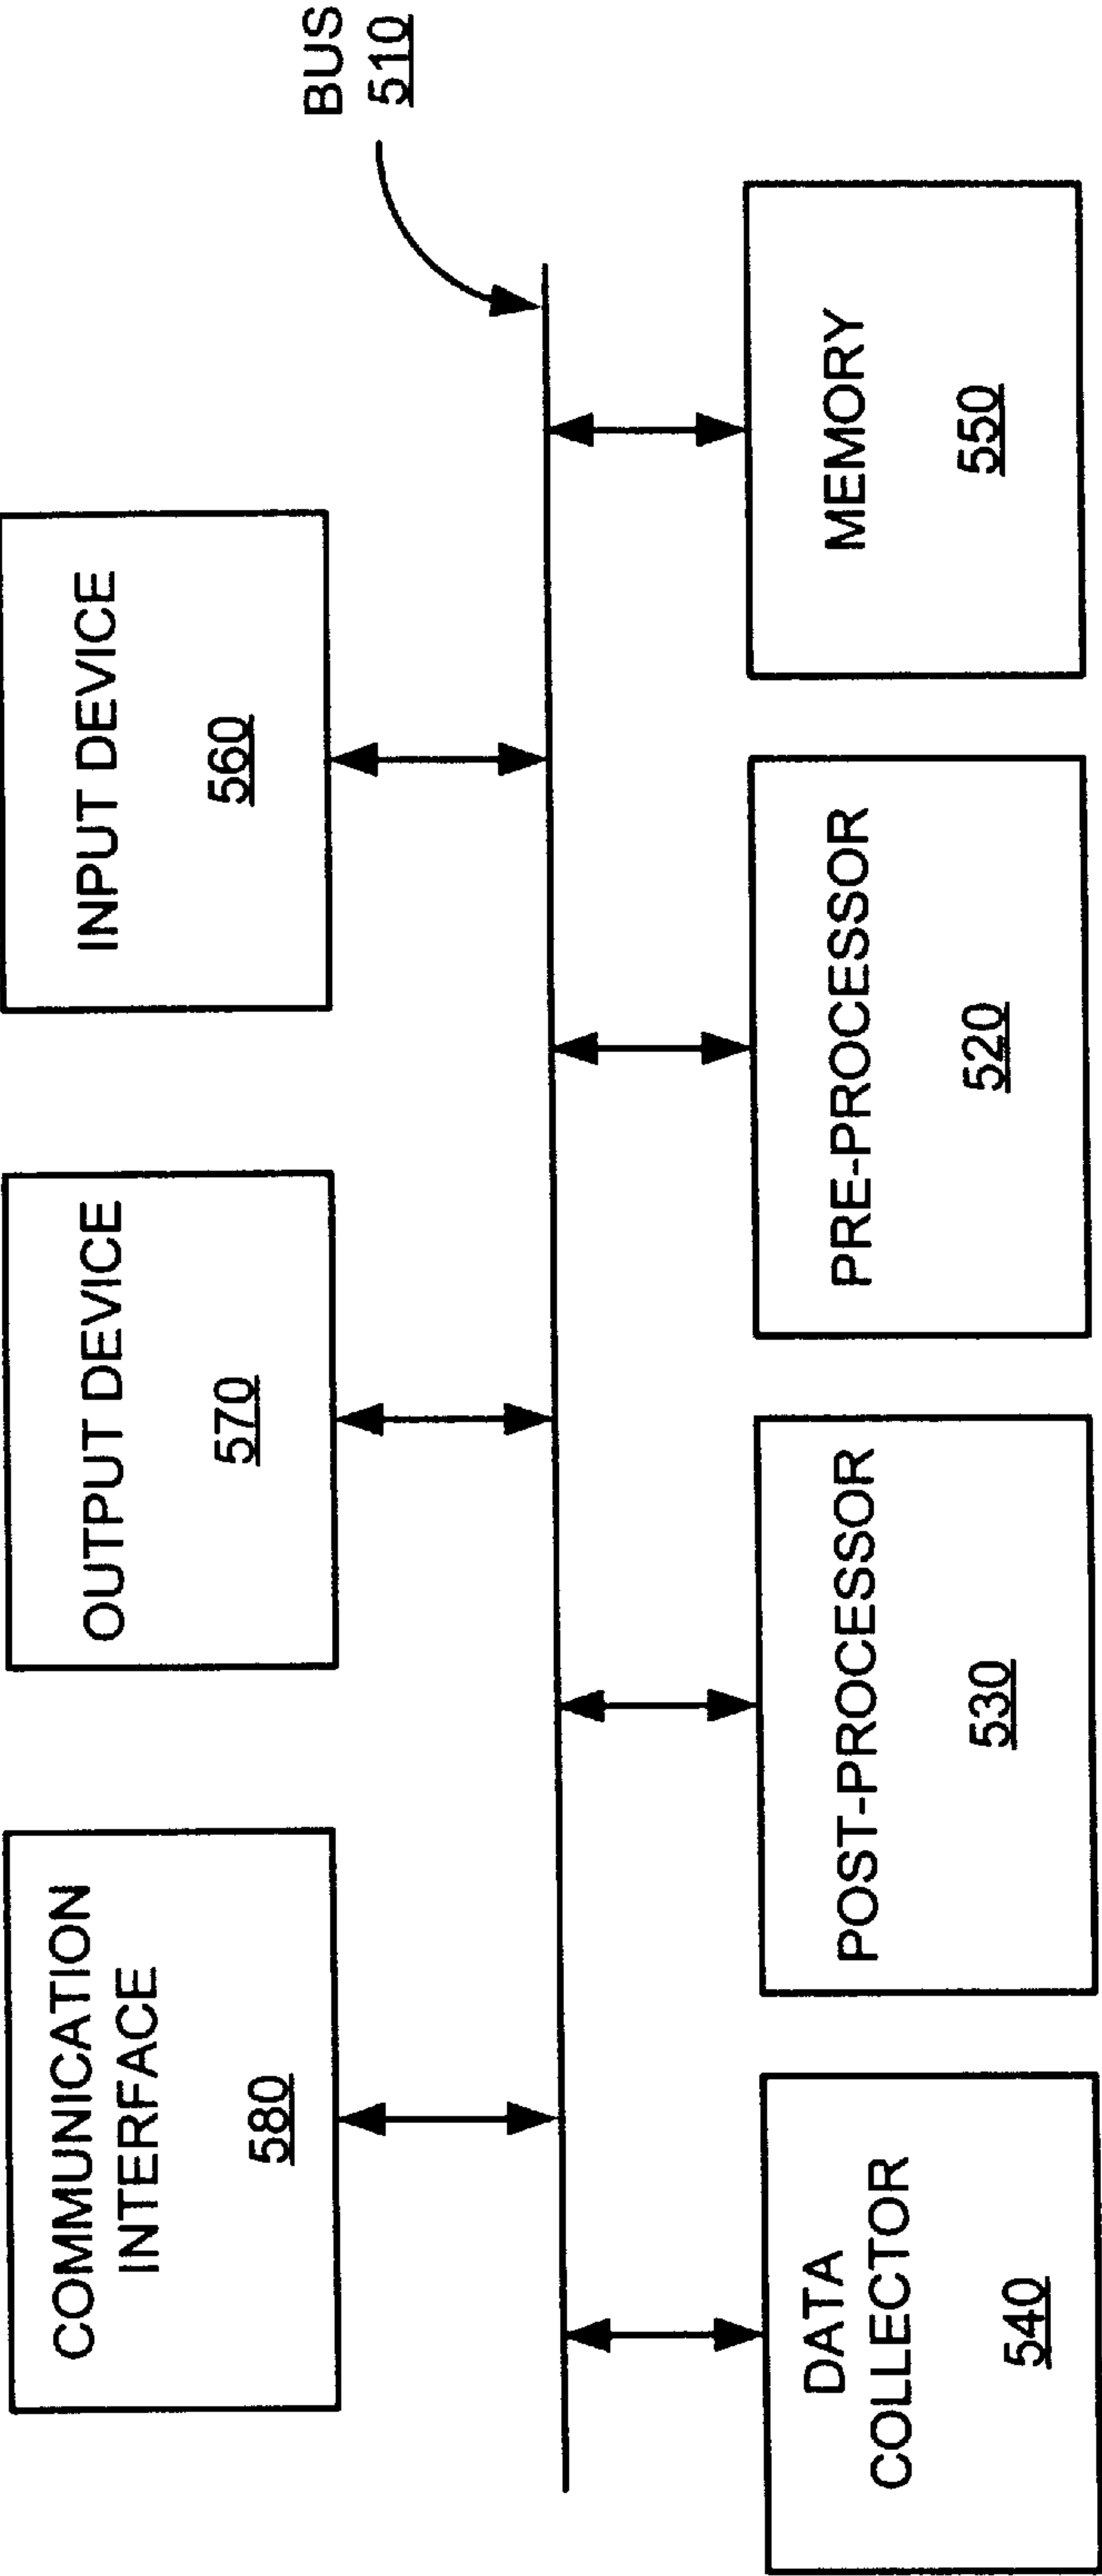 COMMUNICATION
INTERFACE
580
OUTPUT DEVICE
570
INPUT DEVICE
560
BUS
510
DATA
COLLECTOR
540
POST-PROCESSOR
530
PRE-PROCESSOR
520
MEMORY
550